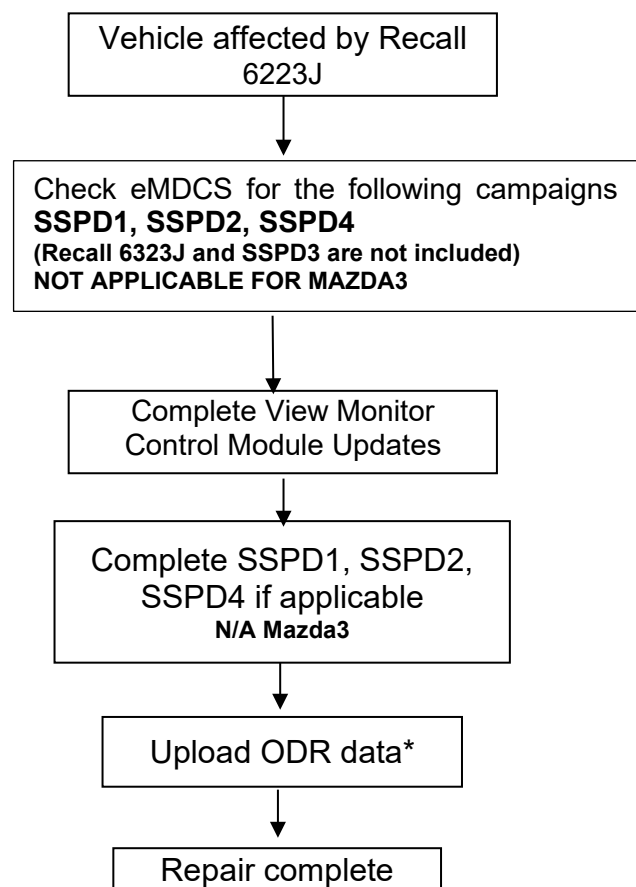 Vehicle affected by Recall
6223J
Check eMDCS for the following campaigns
SSPD1, SSPD2, SSPD4
(Recall 6323J and SSPD3 are not included)
NOT APPLICABLE FOR MAZDA3
Complete View Monitor
Control Module Updates
Complete SSPD1, SSPD2,
SSPD4 if applicable
N/A Mazda3
Upload ODR data*
Repair complete